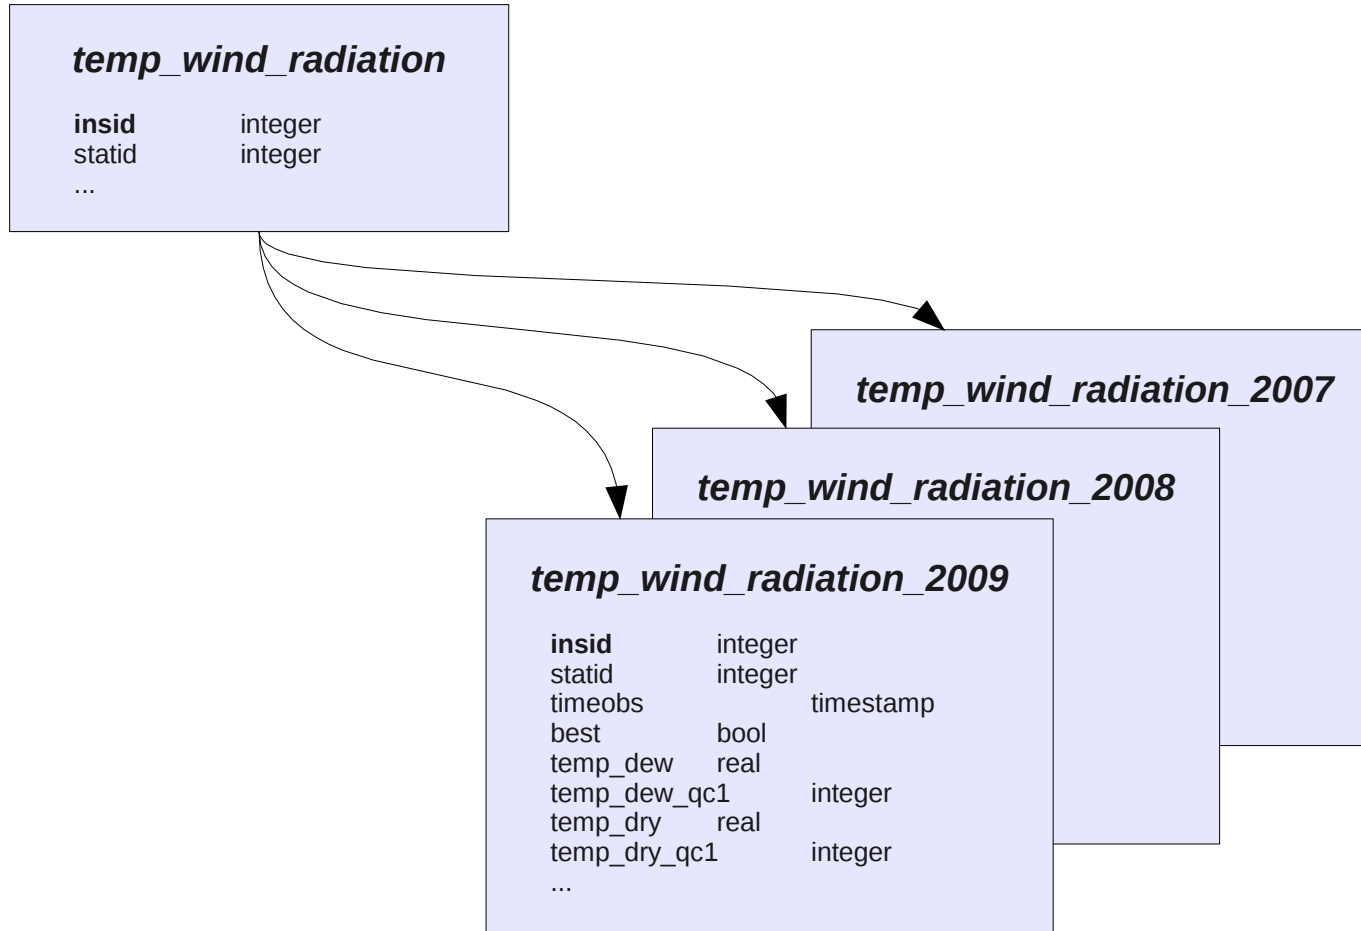 temp_wind_radiation
insid integer
statid integer
...
temp_wind_radiation_2007
temp_wind_radiation_2008
temp_wind_radiation_2009
insid integer
statid integer
timeobs timestamp
best bool
temp_dew real
temp_dew_qc1 integer
temp_dry real
temp_dry_qc1 integer
...